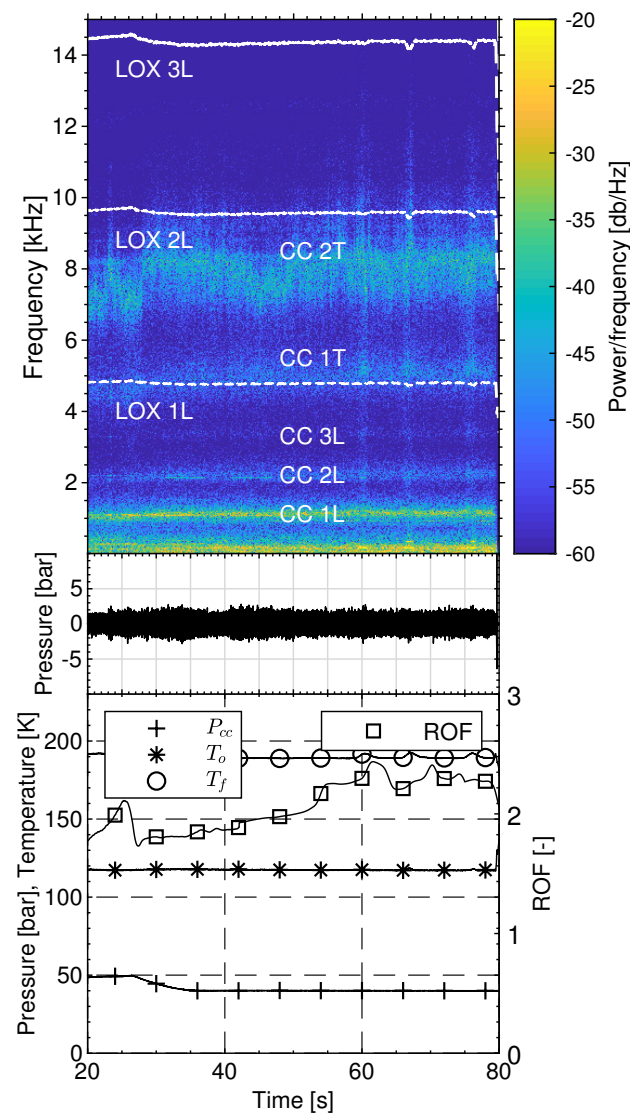 14
12
10
8
6
4
2
Frequency [kHz]
LOX 3L
LOX 2L
CC 2T
CC 1T
LOX 1L
CC 3L
CC 2L
CC 1L
-20
-25
-30
-35
-40
-45
-50
-55
-60
Power/frequency [db/Hz]
5
0
-5
Pressure [bar]
200
150
100
50
0
Pressure [bar], Temperature [K]
P_cc
T_o
T_f
ROF
3
2
1
0
ROF [-]
20
40
60
80
Time [s]